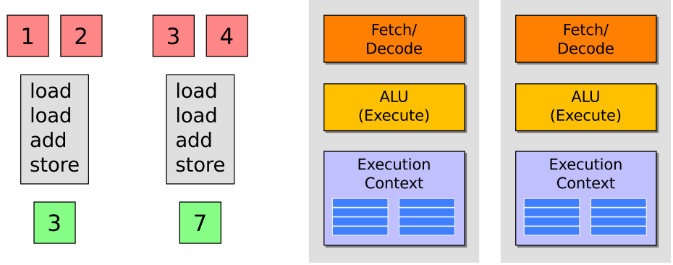 1 2 3 4
load
load
add
store
3
load
load
add
store
7
Fetch/
Decode
ALU
(Execute)
Execution
Context
Fetch/
Decode
ALU
(Execute)
Execution
Context